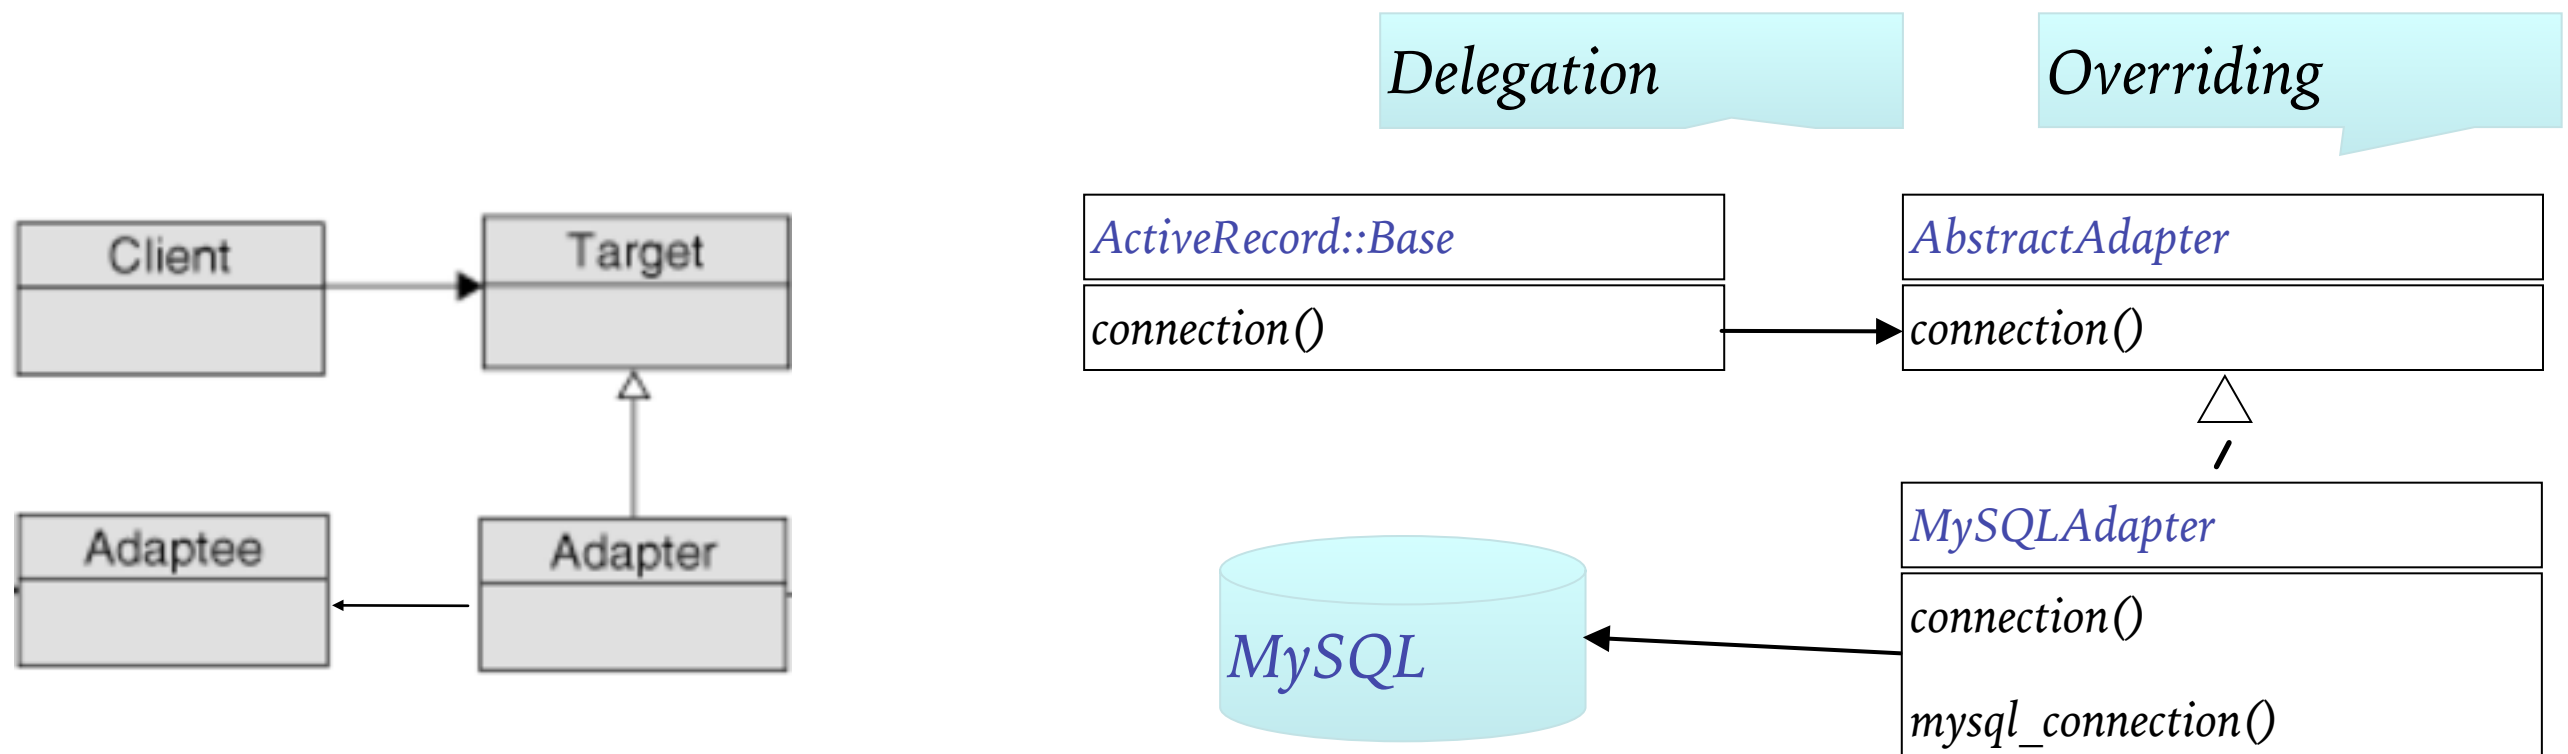 Client
Target
Adaptee
Adapter
Delegation
Overriding
ActiveRecord::Base
connection()
AbstractAdapter
connection()
MySQL
MySQLAdapter
connection()
mysql_connection()